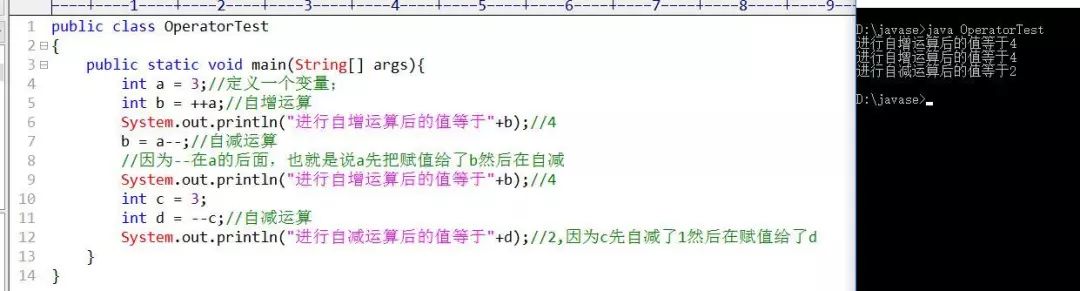 ----+----1----+----2----+----3----+----4----+----5----+----6----+----7----+----8----+----9--
1 public class OperatorTest
2 {
3 public static void main(String[] args){
4 int a = 3;//定义一个变量;
5 int b = ++a;//自增运算
6 System.out.println("进行自增运算后的值等于"+b);//4
7 b = a--;//自减运算
8 //因为--在a的后面，也就是说a先把赋值给了b然后在自减
9 System.out.println("进行自增运算后的值等于"+b);//4
10 int c = 3;
11 int d = --c;//自减运算
12 System.out.println("进行自减运算后的值等于"+d);//2,因为c先自减了1然后在赋值给了d
13 }
14 }
D:\javase>java OperatorTest
进行自增运算后的值等于4
进行自增运算后的值等于4
进行自减运算后的值等于2
D:\javase>